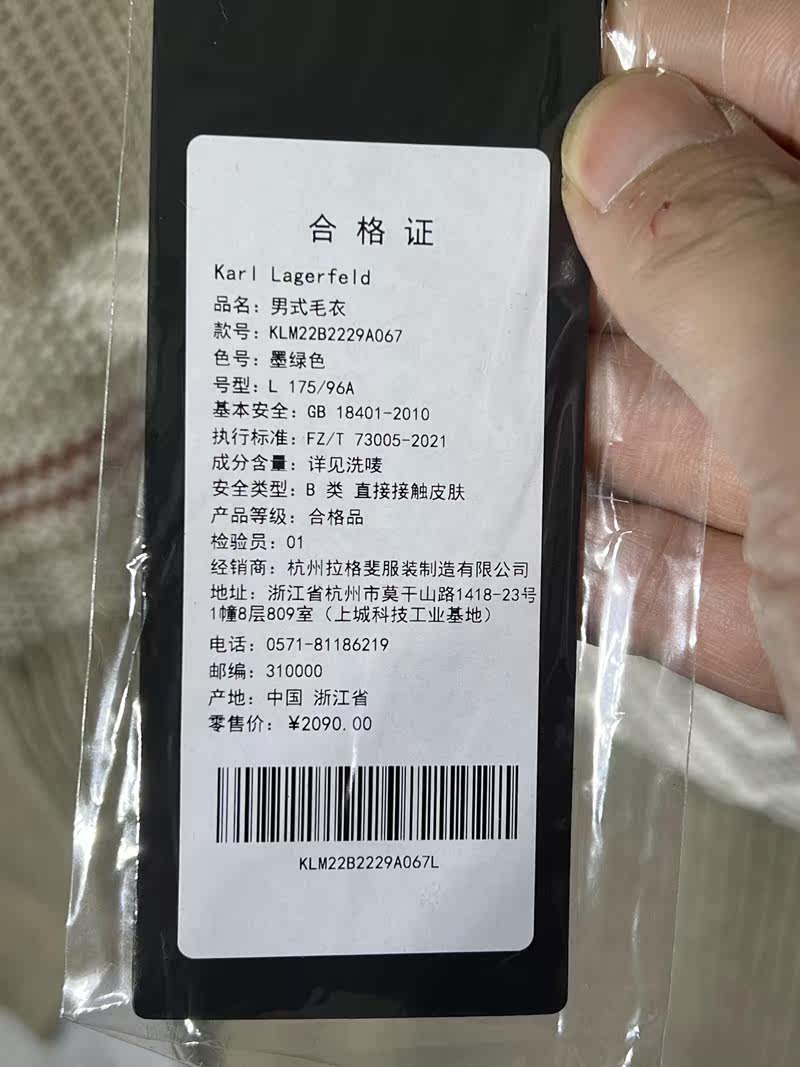 合格证
Karl Lagerfeld
品名：男式毛衣
款号：KLM22B2229A067
色号：墨绿色
号型：L 175/96A
基本安全：GB 18401-2010
执行标准：FZ/T 73005-2021
成分含量：详见洗唛
安全类型：B 类 直接接触皮肤
产品等级：合格品
检验员：01
经销商：杭州拉格斐服装制造有限公司
地址：浙江省杭州市莫干山路1418-23号
1幢8层809室（上城科技工业基地）
电话：0571-81186219
邮编：310000
产地：中国 浙江省
零售价：¥2090.00
KLM22B2229A067L